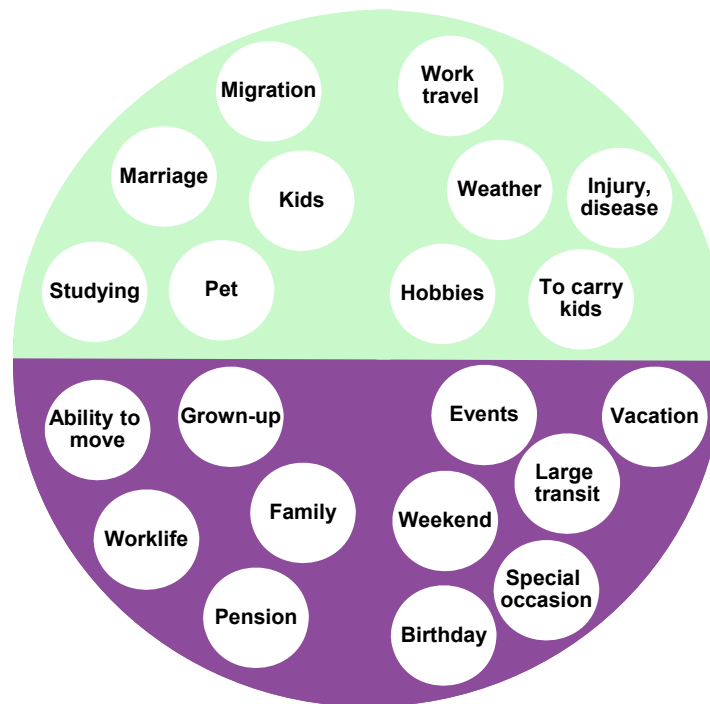 Migration
Work
travel
Marriage
Kids
Weather
Injury,
disease
Studying
Pet
Hobbies
To carry
kids
Ability to
move
Grown-up
Events
Vacation
Worklife
Family
Weekend
Large
transit
Pension
Birthday
Special
occasion